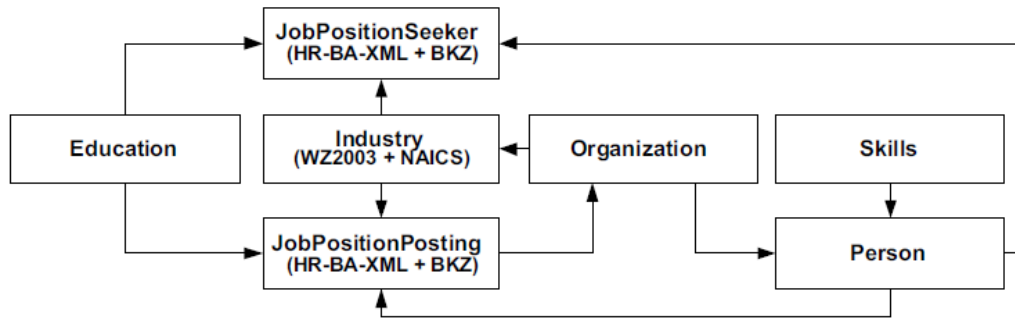 JobPositionSeeker
(HR-BA-XML + BKZ)
Education
Industry
(WZ2003 + NAICS)
Organization
Skills
JobPositionPosting
(HR-BA-XML + BKZ)
Person